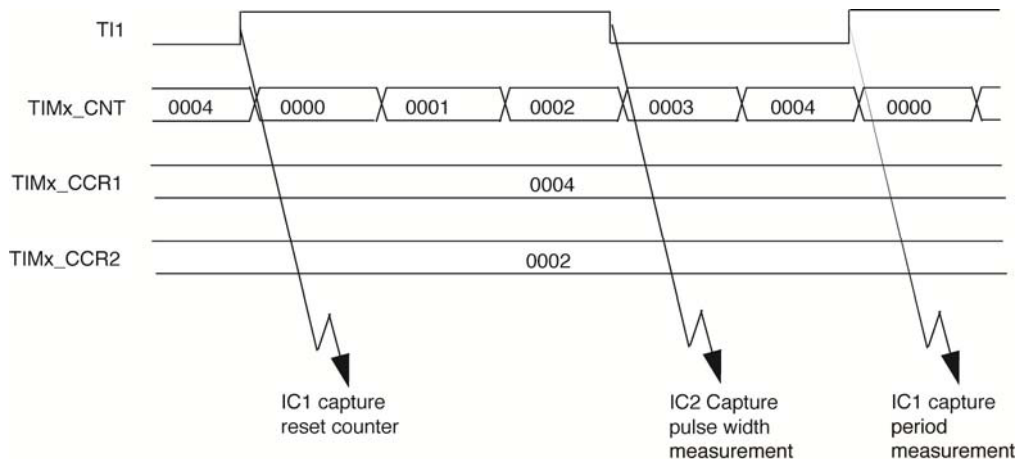 TI1
TIMx_CNT 0004 0000 0001 0002 0003 0004 0000
TIMx_CCR1 0004
TIMx_CCR2 0002
IC1 capture
reset counter
IC2 Capture
pulse width
measurement
IC1 capture
period
measurement